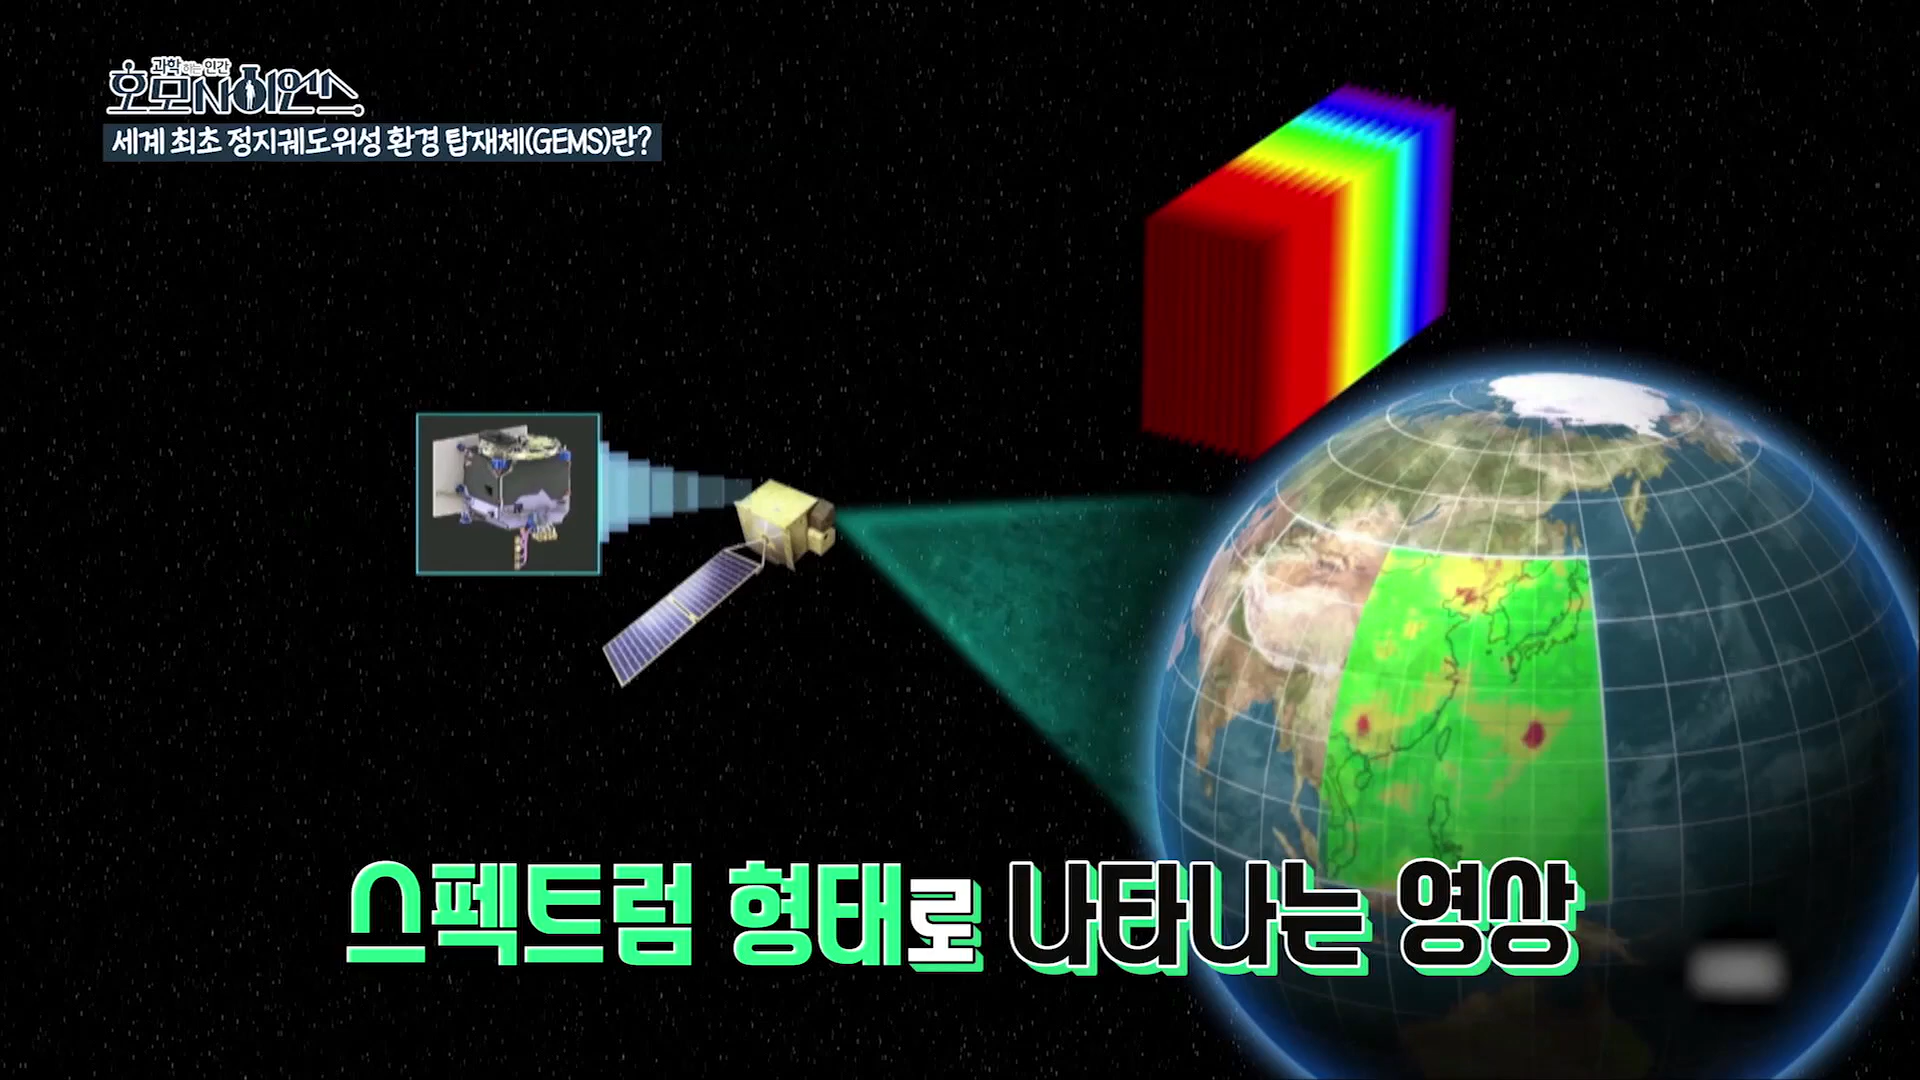 과학하는 인간
호모사이언스
세계 최초 정지궤도위성 환경 탑재체(GEMS)란?
스펙트럼 형태로 나타나는 영상